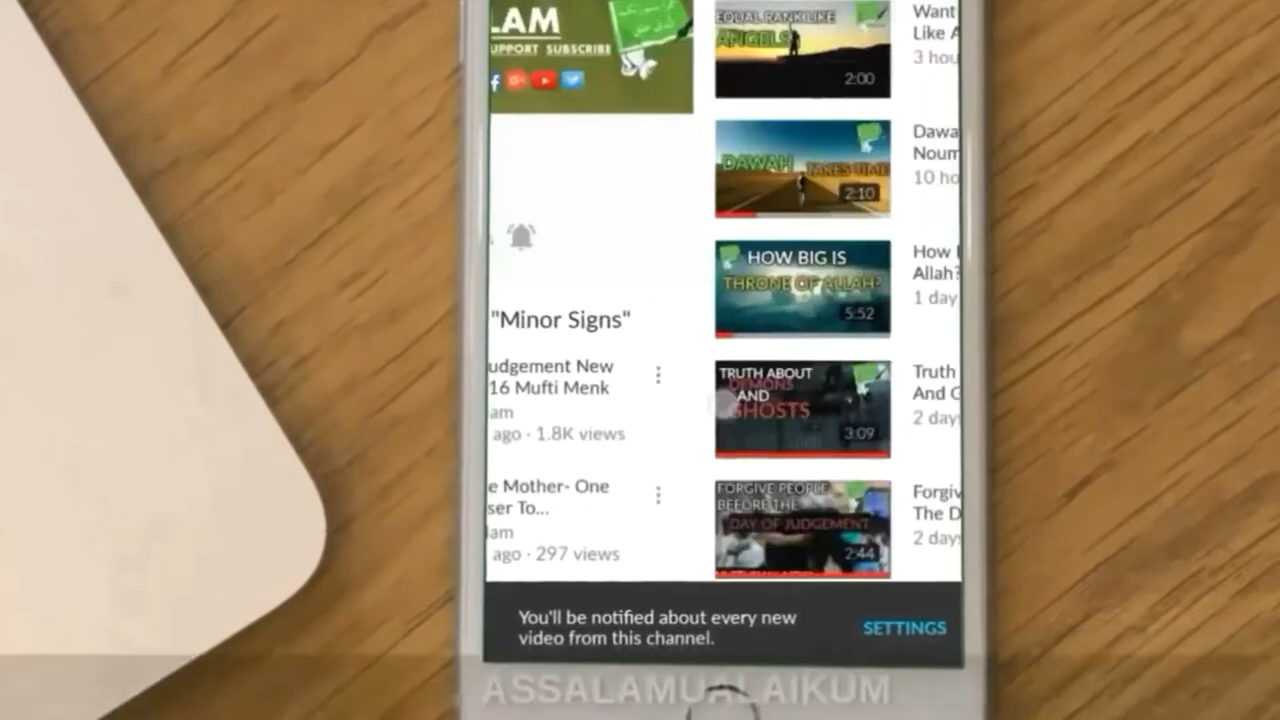 LAM
UPPORT SUBSCRIBE
"Minor Signs"
udgement New
16 Mufti Menk
am
ago · 1.8K views
e Mother- One
ser To...
lam
ago · 297 views
EQUAL RANK LIKE
ANGELS
2:00
Want
Like A
3 hou
DAWAH TAKES TIME
2:10
Dawa
Noum
10 ho
HOW BIG IS
THRONE OF ALLAH?
5:52
How
Allah?
1 day
TRUTH ABOUT
DEMONS
AND
GHOSTS
3:09
Truth
And G
2 days
FORGIVE PEOPLE
BEFORE THE
DAY OF JUDGEMENT
2:44
Forgiv
The D
2 days
You'll be notified about every new
video from this channel.
SETTINGS
ASSALAMUALAIKUM